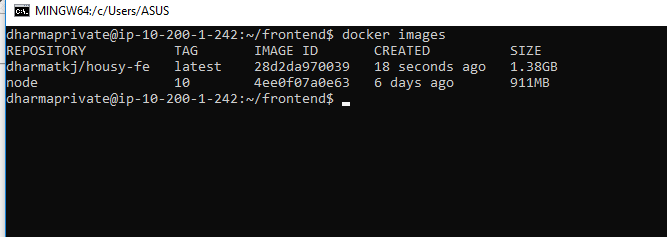 MINGW64:/c/Users/ASUS
dharmaprivate@ip-10-200-1-242:~/frontend$ docker images
REPOSITORY TAG IMAGE ID CREATED SIZE
dharmatkj/housy-fe latest 28d2da970039 18 seconds ago 1.38GB
node 10 4ee0f07a0e63 6 days ago 911MB
dharmaprivate@ip-10-200-1-242:~/frontend$